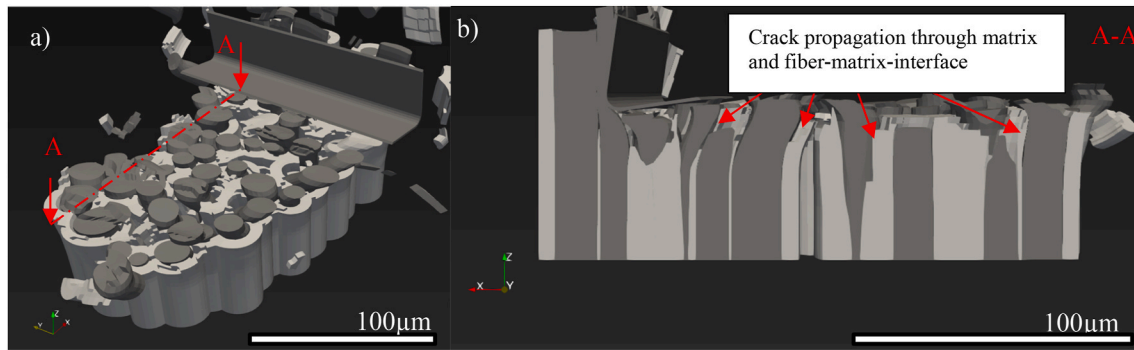 a)
A
A
Z
Y
X
100µm
b)
Crack propagation through matrix
and fiber-matrix-interface
A-A
Z
X
Y
100µm